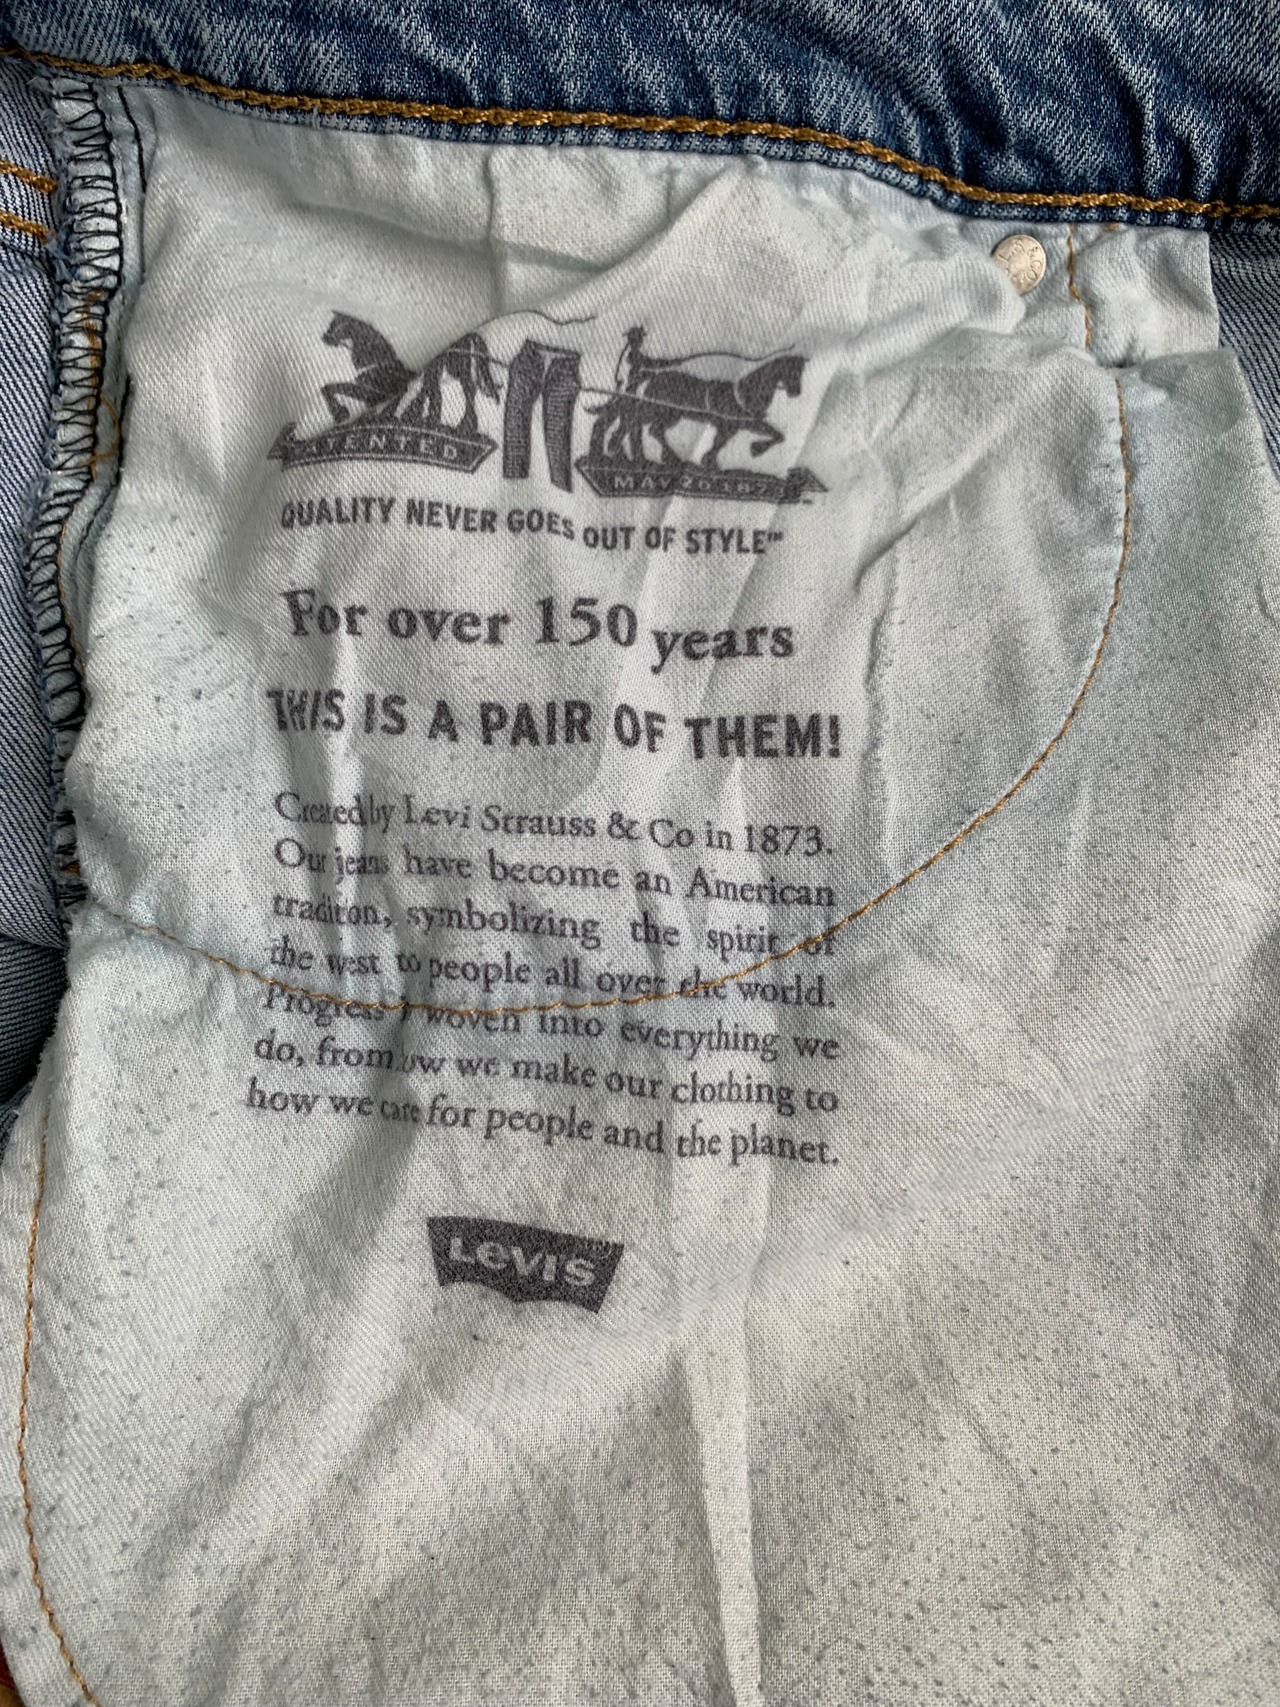 PATENTED
MAY 20 187
QUALITY NEVER GOES OUT OF STYLE™
For over 150 years
THIS IS A PAIR OF THEM!
Created by Levi Strauss & Co in 1873.
Our jeans have become an American
tradition, symbolizing the spirit of
the west to people all over the world.
Progress woven into everything we
do, from how we make our clothing to
how we care for people and the planet.
LEVI'S